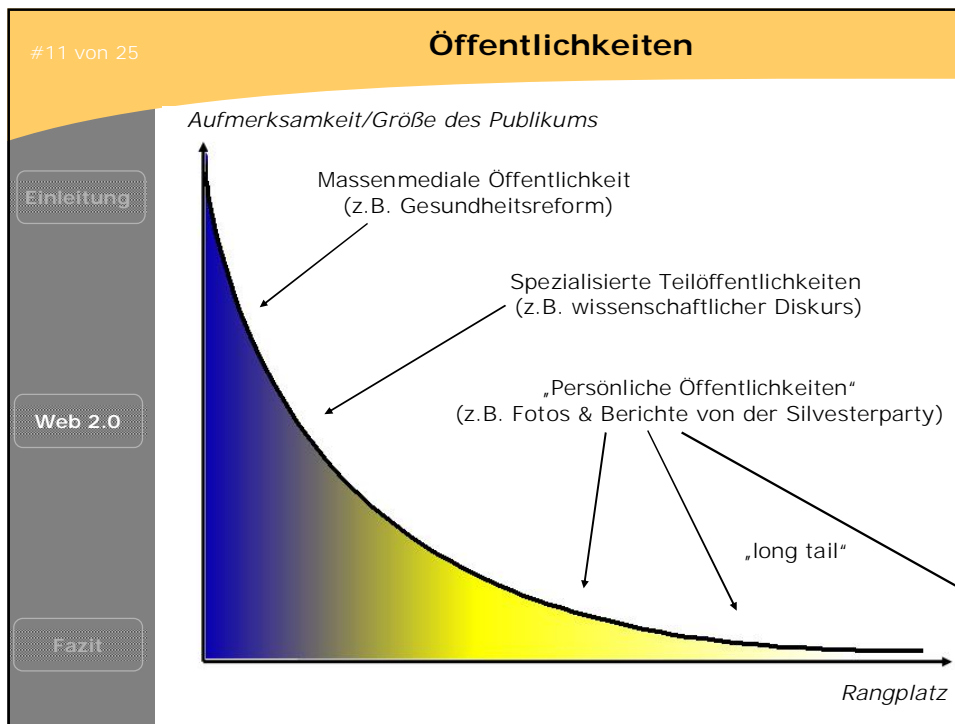 #11 von 25
Öffentlichkeiten
Einleitung
Web 2.0
Fazit
Aufmerksamkeit/Größe des Publikums
Massenmediale Öffentlichkeit
(z.B. Gesundheitsreform)
Spezialisierte Teilöffentlichkeiten
(z.B. wissenschaftlicher Diskurs)
„Persönliche Öffentlichkeiten“
(z.B. Fotos & Berichte von der Silvesterparty)
„long tail“
Rangplatz